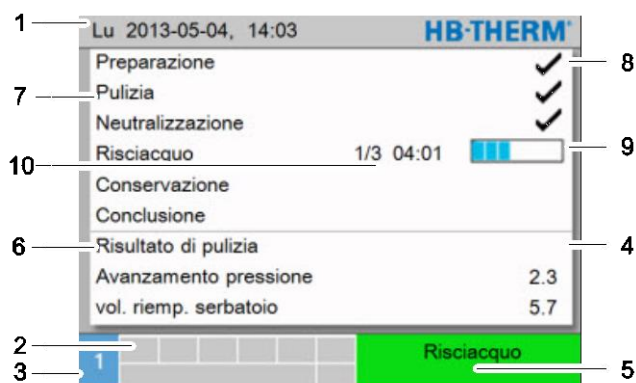 1
Lu 2013-05-04, 14:03 HB-THERM®
Preparazione 8
7 Pulizia
Neutralizzazione
Risciacquo 1/3 04:01 9
10
Conservazione
Conclusione
6 Risultato di pulizia 4
Avanzamento pressione 2.3
vol. riemp. serbatoio 5.7
2
1 Risciacquo
3 5